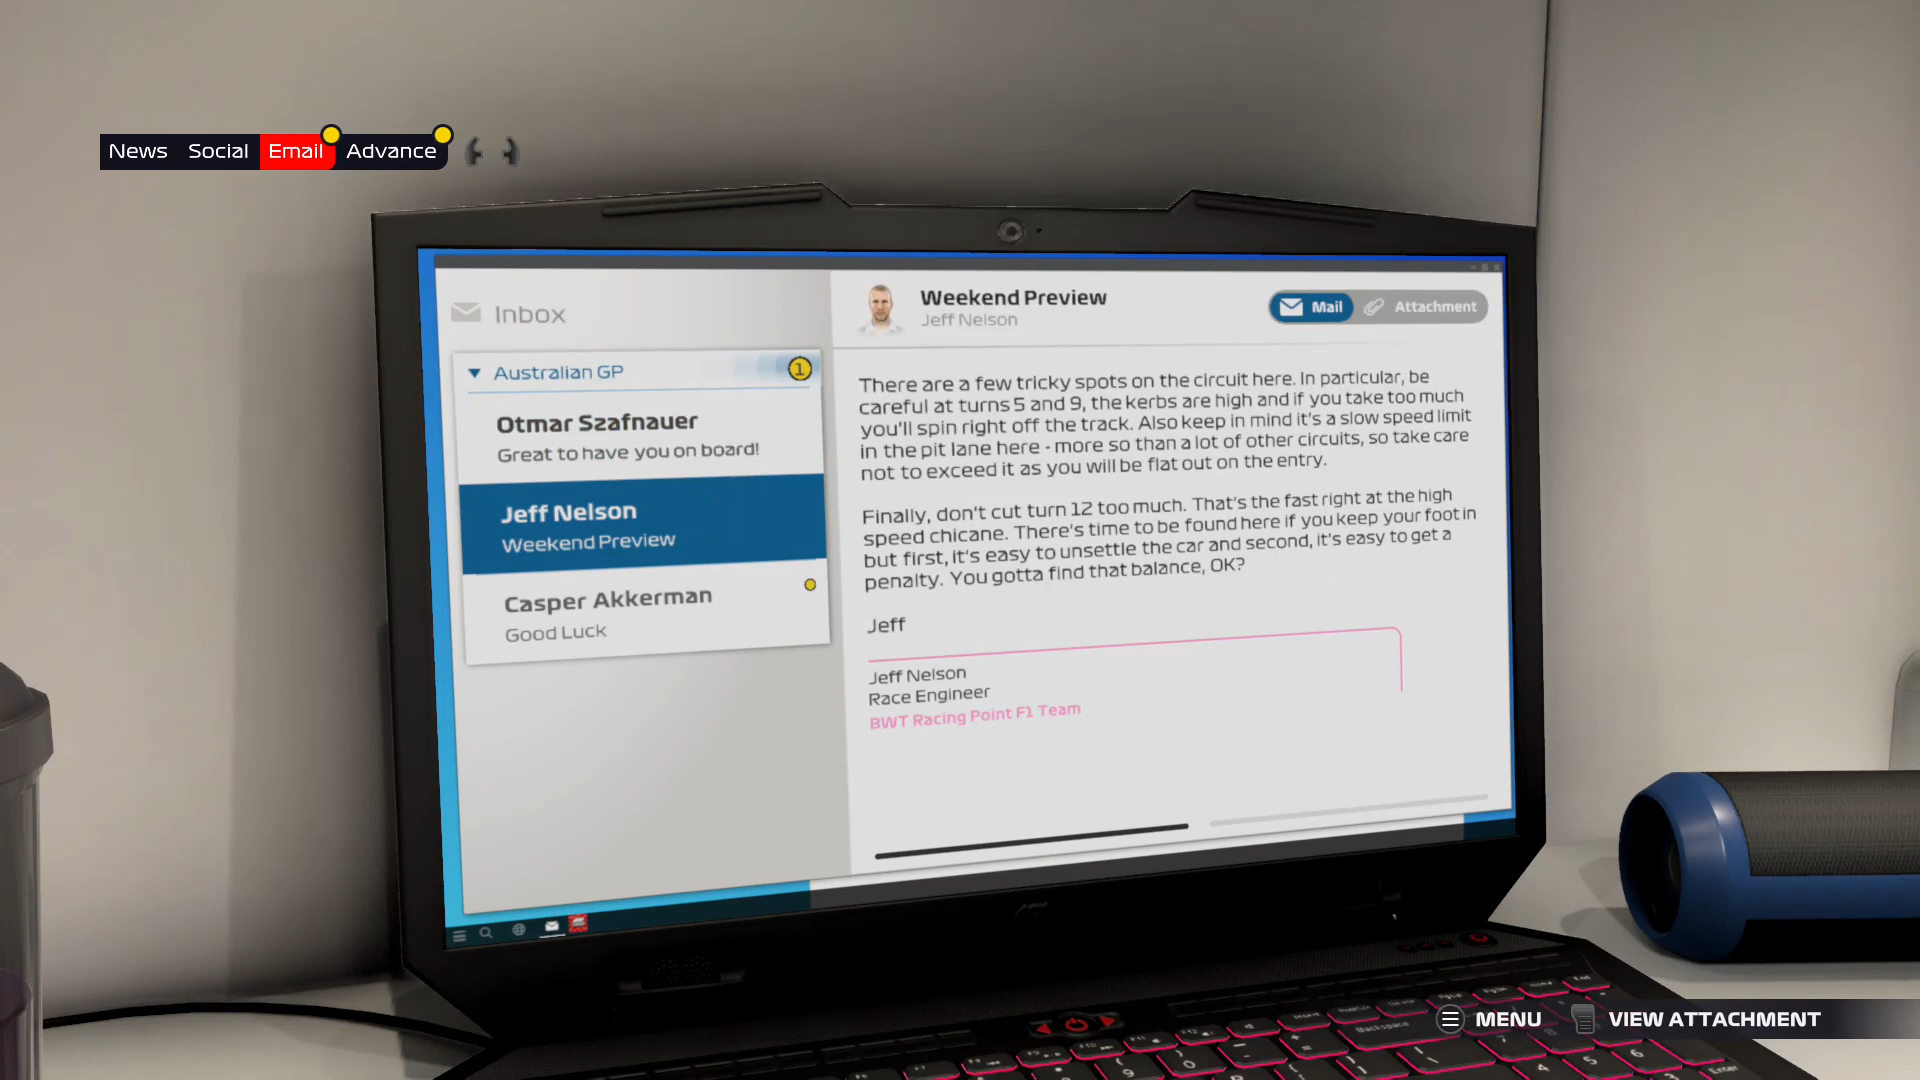 News Social Email Advance
Inbox
Australian GP 1
Otmar Szafnauer
Great to have you on board!
Jeff Nelson
Weekend Preview
Casper Akkerman
Good Luck
Weekend Preview
Jeff Nelson
Mail Attachment
There are a few tricky spots on the circuit here. In particular, be
careful at turns 5 and 9, the kerbs are high and if you take too much
you'll spin right off the track. Also keep in mind it's a slow speed limit
in the pit lane here - more so than a lot of other circuits, so take care
not to exceed it as you will be flat out on the entry.
Finally, don't cut turn 12 too much. That's the fast right at the high
speed chicane. There's time to be found here if you keep your foot in
but first, it's easy to unsettle the car and second, it's easy to get a
penalty. You gotta find that balance, OK?
Jeff
Jeff Nelson
Race Engineer
BWT Racing Point F1 Team
MENU VIEW ATTACHMENT
Backspace
Enter